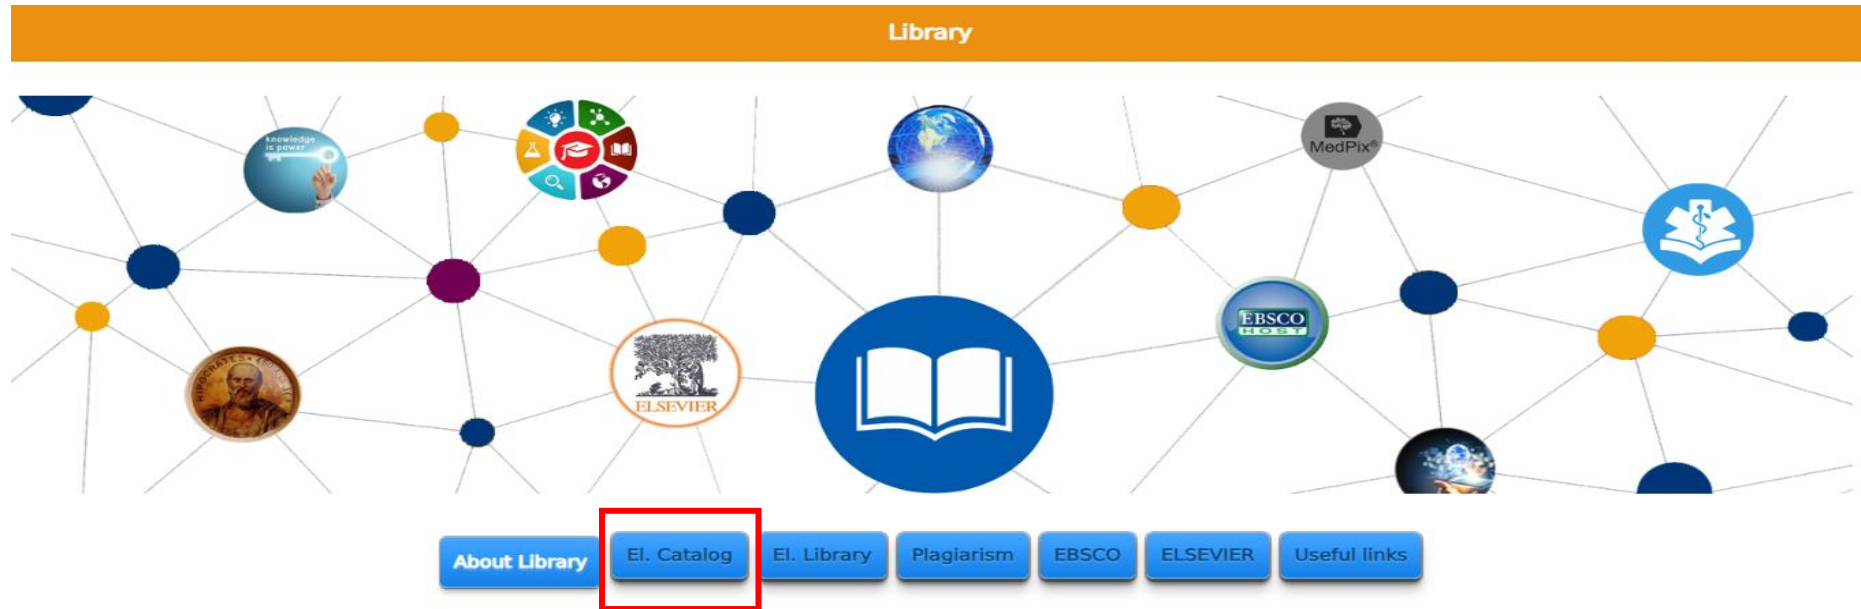 Library
knowledge
is power
MedPix®
EBSCO
HOST
ELSEVIER
About Library
El. Catalog
El. Library
Plagiarism
EBSCO
ELSEVIER
Useful links